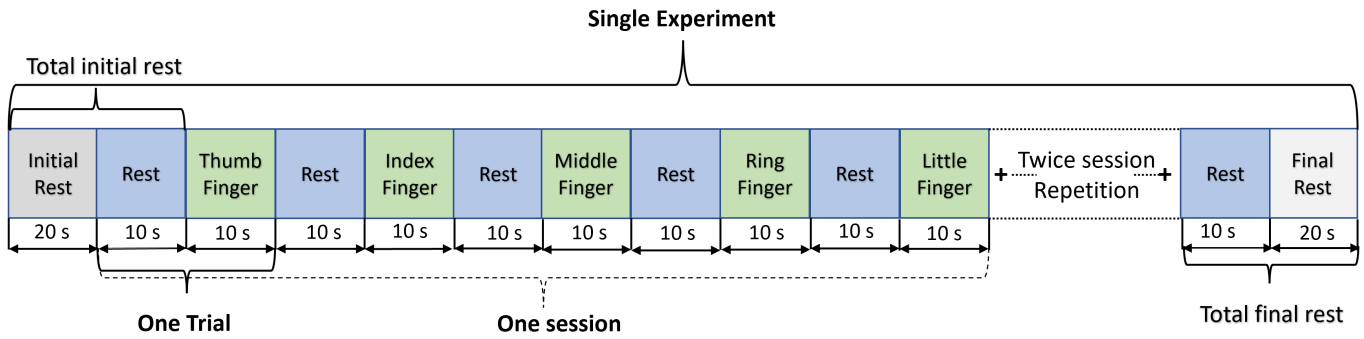 Single Experiment
Total initial rest
Initial
Rest
Rest
Thumb
Finger
Rest
Index
Finger
Rest
Middle
Finger
Rest
Ring
Finger
Rest
Little
Finger
+ Twice session +
Repetition
Rest
Final
Rest
20 s
10 s
10 s
10 s
10 s
10 s
10 s
10 s
10 s
10 s
10 s
10 s
20 s
One Trial
One session
Total final rest